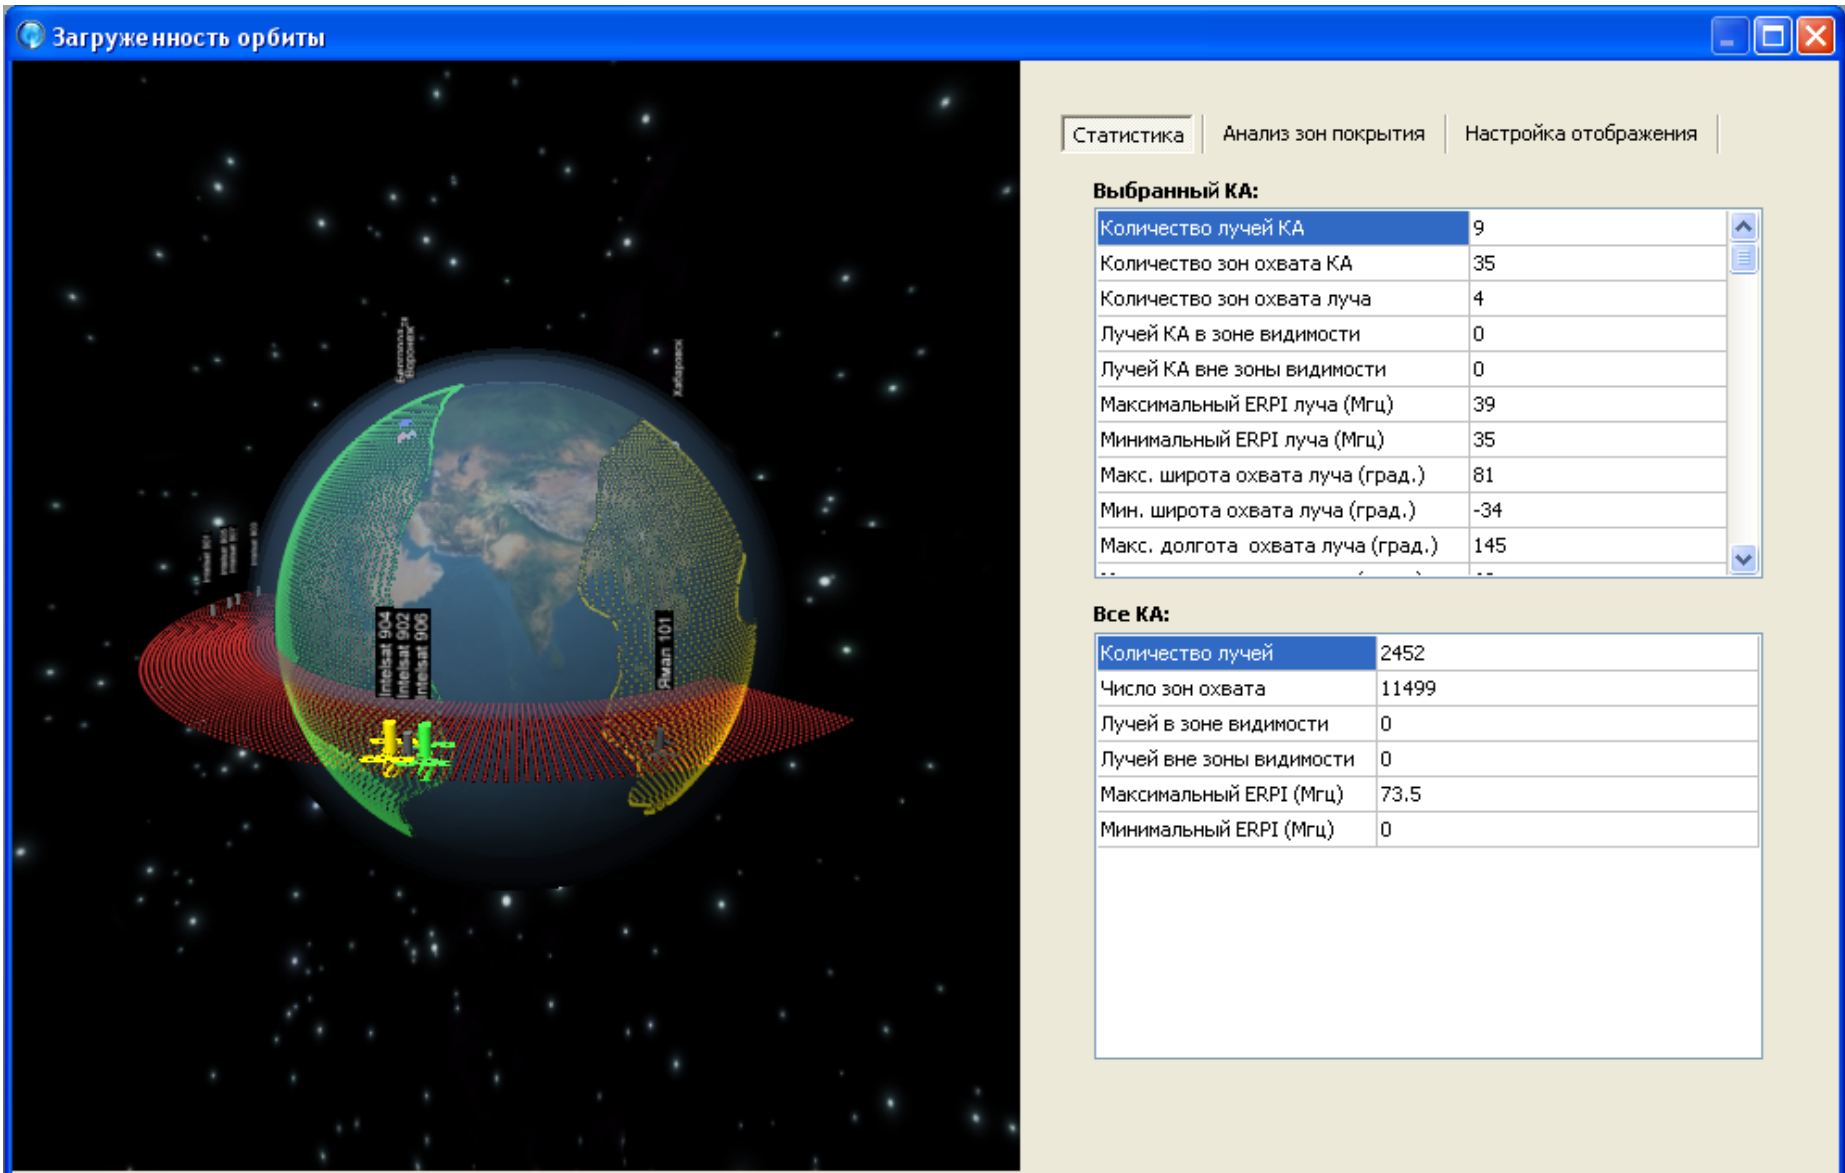 Загруженность орбиты
Статистика
Анализ зон покрытия
Настройка отображения
Выбранный КА:
Количество лучей КА 9
Количество зон охвата КА 35
Количество зон охвата луча 4
Лучей КА в зоне видимости 0
Лучей КА вне зоны видимости 0
Максимальный ERPI луча (Мгц) 39
Минимальный ERPI луча (Мгц) 35
Макс. широта охвата луча (град.) 81
Мин. широта охвата луча (град.) -34
Макс. долгота охвата луча (град.) 145
Все КА:
Количество лучей 2452
Число зон охвата 11499
Лучей в зоне видимости 0
Лучей вне зоны видимости 0
Максимальный ERPI (Мгц) 73.5
Минимальный ERPI (Мгц) 0
Воронеж
Хабаровск
Intelsat 904
Intelsat 902
Intelsat 906
Ямал 101